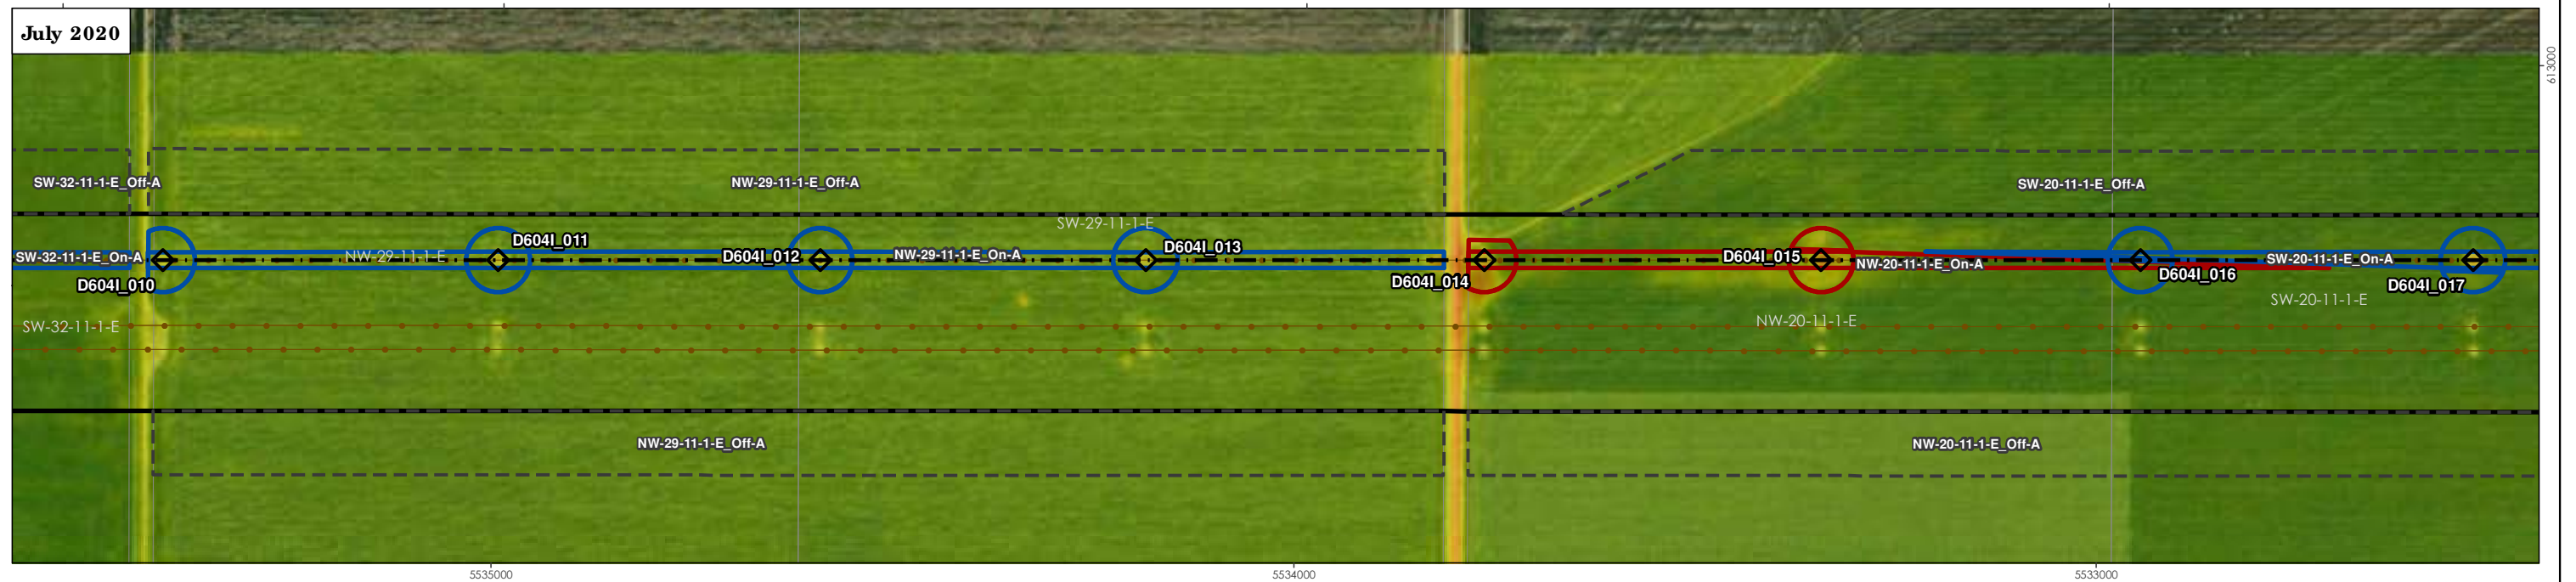 July 2020
613000
SW-32-11-1-E_Off-A
NW-29-11-1-E_Off-A
SW-20-11-1-E_Off-A
SW-29-11-1-E
D604I_011
D604I_013
SW-32-11-1-E_On-A
NW-29-11-1-E
D604I_012
NW-29-11-1-E_On-A
D604I_015
NW-20-11-1-E_On-A
SW-20-11-1-E_On-A
D604I_016
D604I_010
D604I_014
D604I_017
SW-20-11-1-E
SW-32-11-1-E
NW-20-11-1-E
NW-29-11-1-E_Off-A
NW-20-11-1-E_Off-A
5535000
5534000
5533000